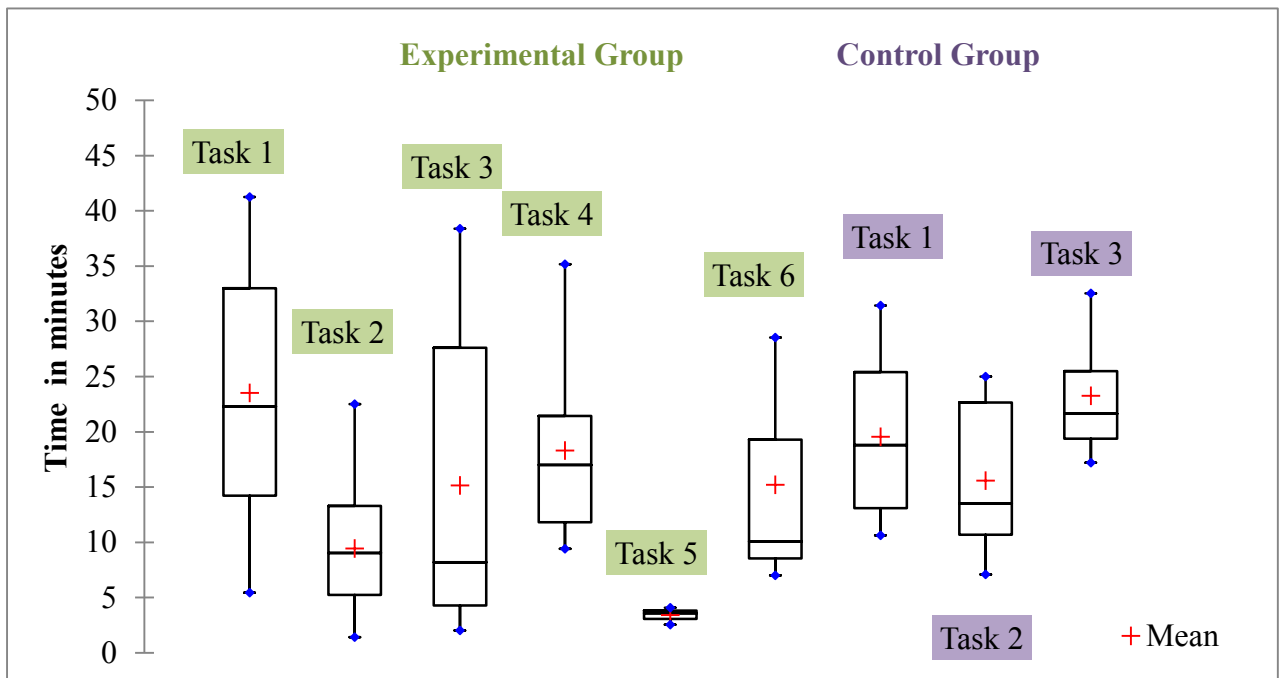 Experimental Group
Control Group
Time in minutes
50
45
40
35
30
25
20
15
10
5
0
Task 1
Task 2
Task 3
Task 4
Task 5
Task 6
Task 1
Task 2
Task 3
Mean